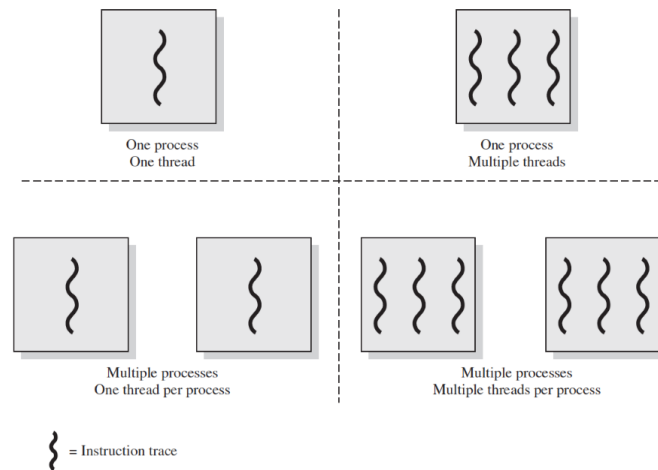 One process
One thread
One process
Multiple threads
Multiple processes
One thread per process
Multiple processes
Multiple threads per process
= Instruction trace